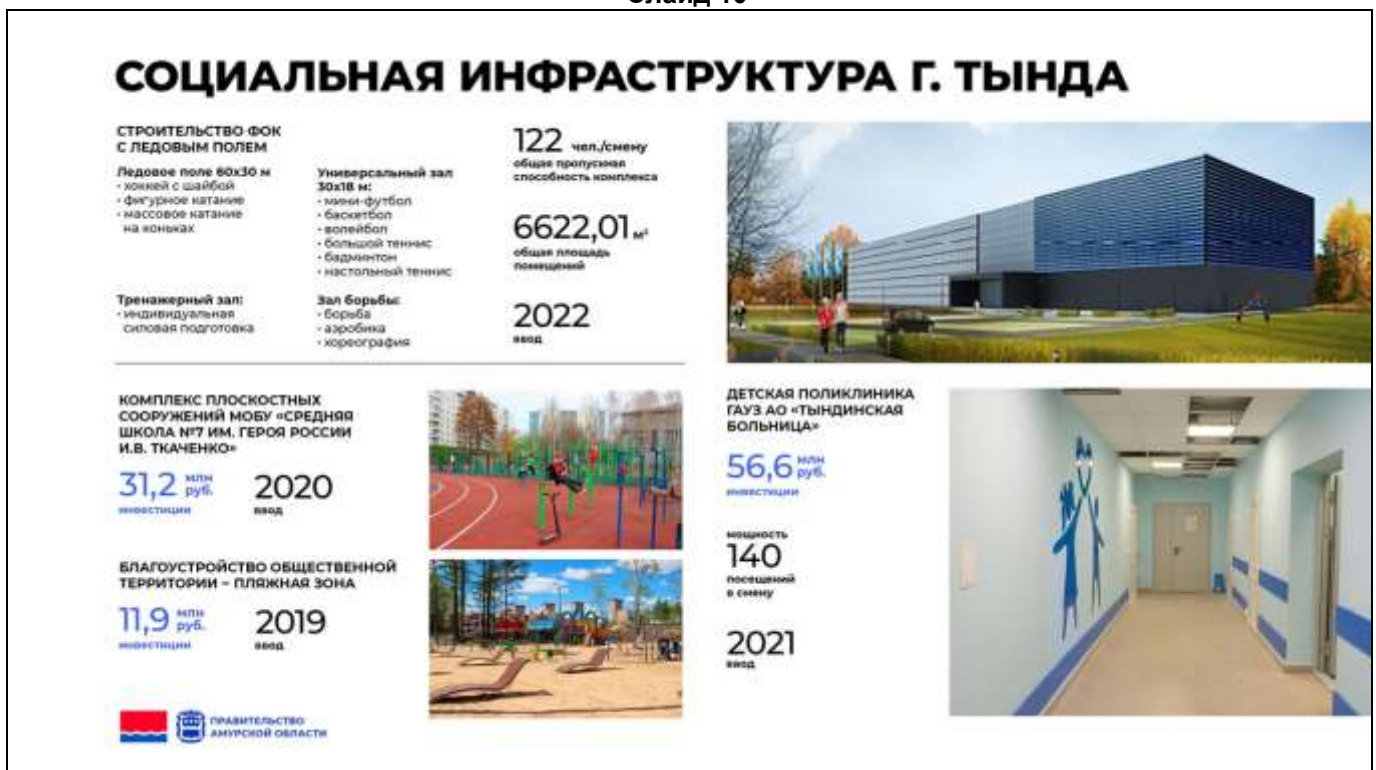 СОЦИАЛЬНАЯ ИНФРАСТРУКТУРА Г. ТЫНДА
СТРОИТЕЛЬСТВО ФОК
С ЛЕДОВЫМ ПОЛЕМ
Ледовое поле 60х30 м
• хоккей с шайбой
• фигурное катание
• массовое катание
на коньках
Универсальный зал
30х18 м:
• мини-футбол
• баскетбол
• волейбол
• большой теннис
• бадминтон
• настольный теннис
Тренажерный зал:
• индивидуальная
силовая подготовка
Зал борьбы:
• борьба
• аэробика
• хореография
122 чел./смену
общая пропускная
способность комплекса
6622,01 м²
общая площадь
помещений
2022
ввод
КОМПЛЕКС ПЛОСКОСТНЫХ
СООРУЖЕНИЙ МОБУ «СРЕДНЯЯ
ШКОЛА №7 ИМ. ГЕРОЯ РОССИИ
И.В. ТКАЧЕНКО»
31,2 млн руб.
инвестиции
2020
ввод
БЛАГОУСТРОЙСТВО ОБЩЕСТВЕННОЙ
ТЕРРИТОРИИ – ПЛЯЖНАЯ ЗОНА
11,9 млн руб.
инвестиции
2019
ввод
ДЕТСКАЯ ПОЛИКЛИНИКА
ГАУЗ АО «ТЫНДИНСКАЯ
БОЛЬНИЦА»
56,6 млн руб.
инвестиции
мощность
140
посещений
в смену
2021
ввод
ПРАВИТЕЛЬСТВО
АМУРСКОЙ ОБЛАСТИ